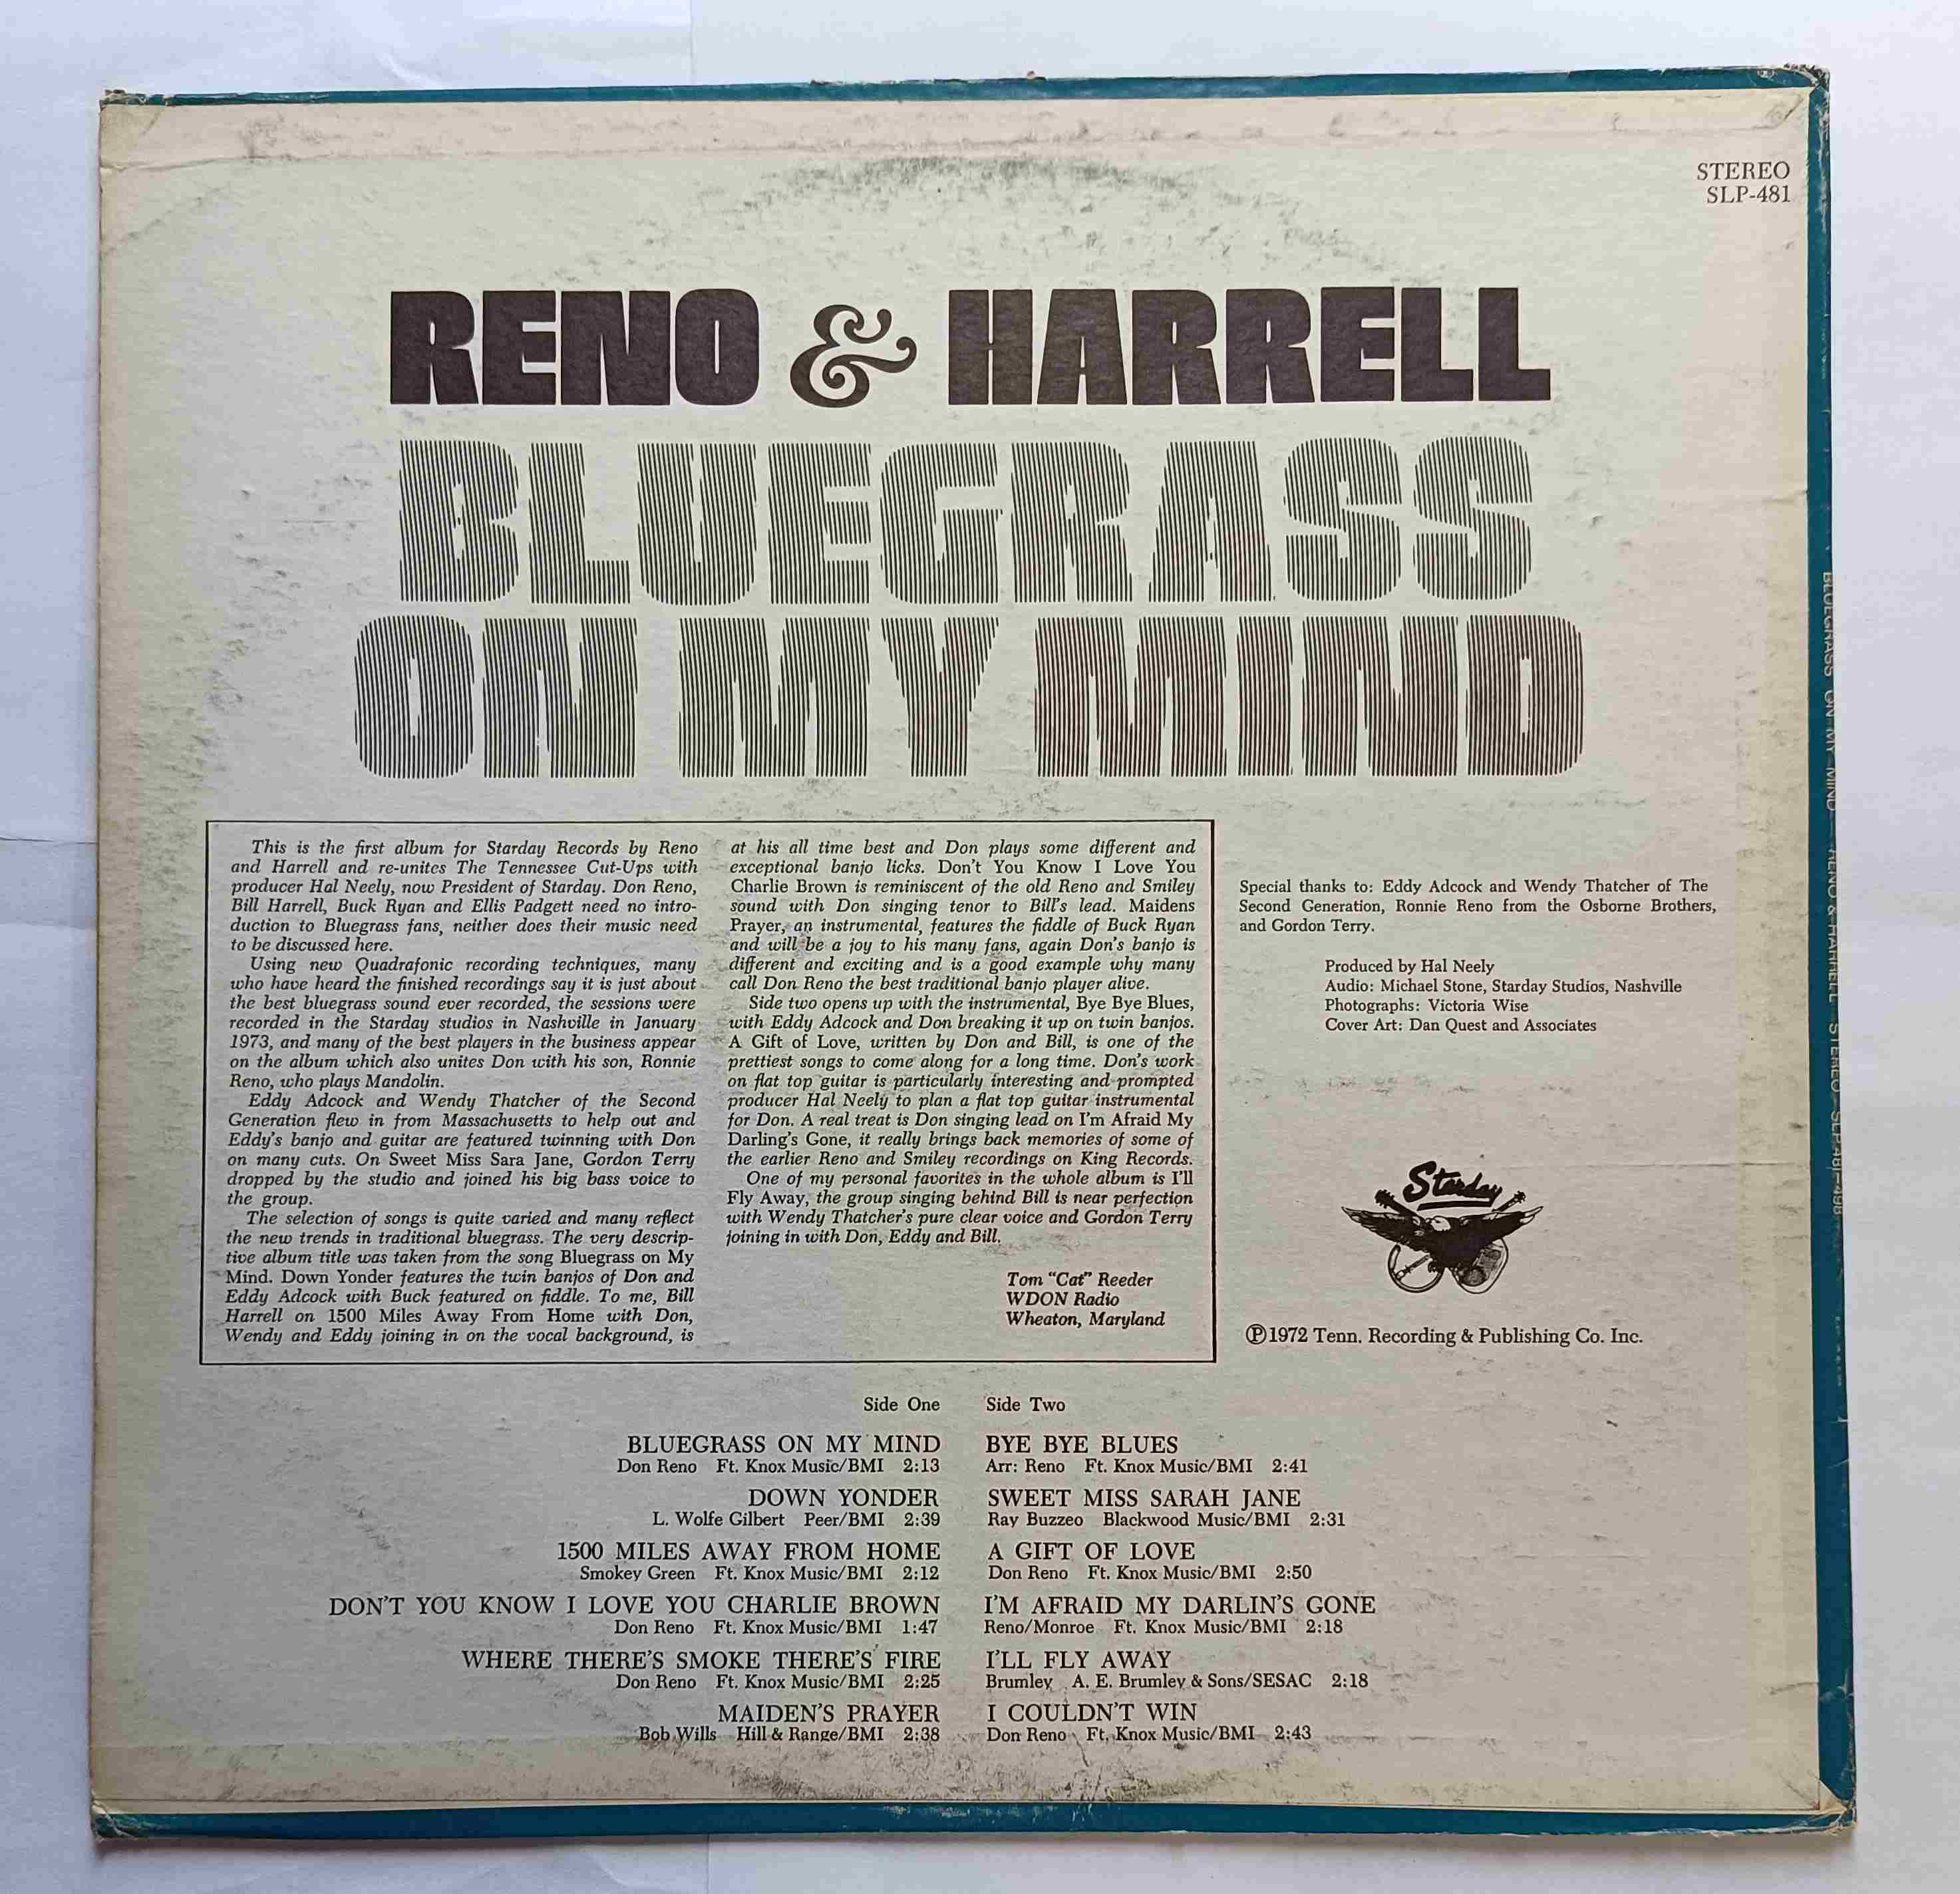 STEREO
SLP-481
RENO & HARRELL
BLUEGRASS
ON MY MIND
This is the first album for Starday Records by Reno
and Harrell and re-unites The Tennessee Cut-Ups with
producer Hal Neely, now President of Starday. Don Reno,
Bill Harrell, Buck Ryan and Ellis Padgett need no intro-
duction to Bluegrass fans, neither does their music need
to be discussed here.
Using new Quadrafonic recording techniques, many
who have heard the finished recordings say it is just about
the best bluegrass sound ever recorded, the sessions were
recorded in the Starday studios in Nashville in January
1973, and many of the best players in the business appear
on the album which also unites Don with his son, Ronnie
Reno, who plays Mandolin.
Eddy Adcock and Wendy Thatcher of the Second
Generation flew in from Massachusetts to help out and
Eddy's banjo and guitar are featured twinning with Don
on many cuts. On Sweet Miss Sara Jane, Gordon Terry
dropped by the studio and joined his big bass voice to
the group.
The selection of songs is quite varied and many reflect
the new trends in traditional bluegrass. The very descrip-
tive album title was taken from the song Bluegrass on My
Mind. Down Yonder features the twin banjos of Don and
Eddy Adcock with Buck featured on fiddle. To me, Bill
Harrell on 1500 Miles Away From Home with Don,
Wendy and Eddy joining in on the vocal background, is
at his all time best and Don plays some different and
exceptional banjo licks. Don't You Know I Love You
Charlie Brown is reminiscent of the old Reno and Smiley
sound with Don singing tenor to Bill's lead. Maidens
Prayer, an instrumental, features the fiddle of Buck Ryan
and will be a joy to his many fans, again Don's banjo is
different and exciting and is a good example why many
call Don Reno the best traditional banjo player alive.
Side two opens up with the instrumental, Bye Bye Blues,
with Eddy Adcock and Don breaking it up on twin banjos.
A Gift of Love, written by Don and Bill, is one of the
prettiest songs to come along for a long time. Don's work
on flat top guitar is particularly interesting and prompted
producer Hal Neely to plan a flat top guitar instrumental
for Don. A real treat is Don singing lead on I'm Afraid My
Darling's Gone, it really brings back memories of some of
the earlier Reno and Smiley recordings on King Records.
One of my personal favorites in the whole album is I'll
Fly Away, the group singing behind Bill is near perfection
with Wendy Thatcher's pure clear voice and Gordon Terry
joining in with Don, Eddy and Bill.
Tom "Cat" Reeder
WDON Radio
Wheaton, Maryland
Special thanks to: Eddy Adcock and Wendy Thatcher of The
Second Generation, Ronnie Reno from the Osborne Brothers,
and Gordon Terry.
Produced by Hal Neely
Audio: Michael Stone, Starday Studios, Nashville
Photographs: Victoria Wise
Cover Art: Dan Quest and Associates
Starday
Ⓟ1972 Tenn. Recording & Publishing Co. Inc.
Side One
BLUEGRASS ON MY MIND
Don Reno Ft. Knox Music/BMI 2:13
DOWN YONDER
L. Wolfe Gilbert Peer/BMI 2:39
1500 MILES AWAY FROM HOME
Smokey Green Ft. Knox Music/BMI 2:12
DON'T YOU KNOW I LOVE YOU CHARLIE BROWN
Don Reno Ft. Knox Music/BMI 1:47
WHERE THERE'S SMOKE THERE'S FIRE
Don Reno Ft. Knox Music/BMI 2:25
MAIDEN'S PRAYER
Bob Wills Hill & Range/BMI 2:38
Side Two
BYE BYE BLUES
Arr: Reno Ft. Knox Music/BMI 2:41
SWEET MISS SARAH JANE
Ray Buzzeo Blackwood Music/BMI 2:31
A GIFT OF LOVE
Don Reno Ft. Knox Music/BMI 2:50
I'M AFRAID MY DARLIN'S GONE
Reno/Monroe Ft. Knox Music/BMI 2:18
I'LL FLY AWAY
Brumley A. E. Brumley & Sons/SESAC 2:18
I COULDN'T WIN
Don Reno Ft. Knox Music/BMI 2:43
BLUEGRASS ON MY MIND — RENO & HARRELL STEREO